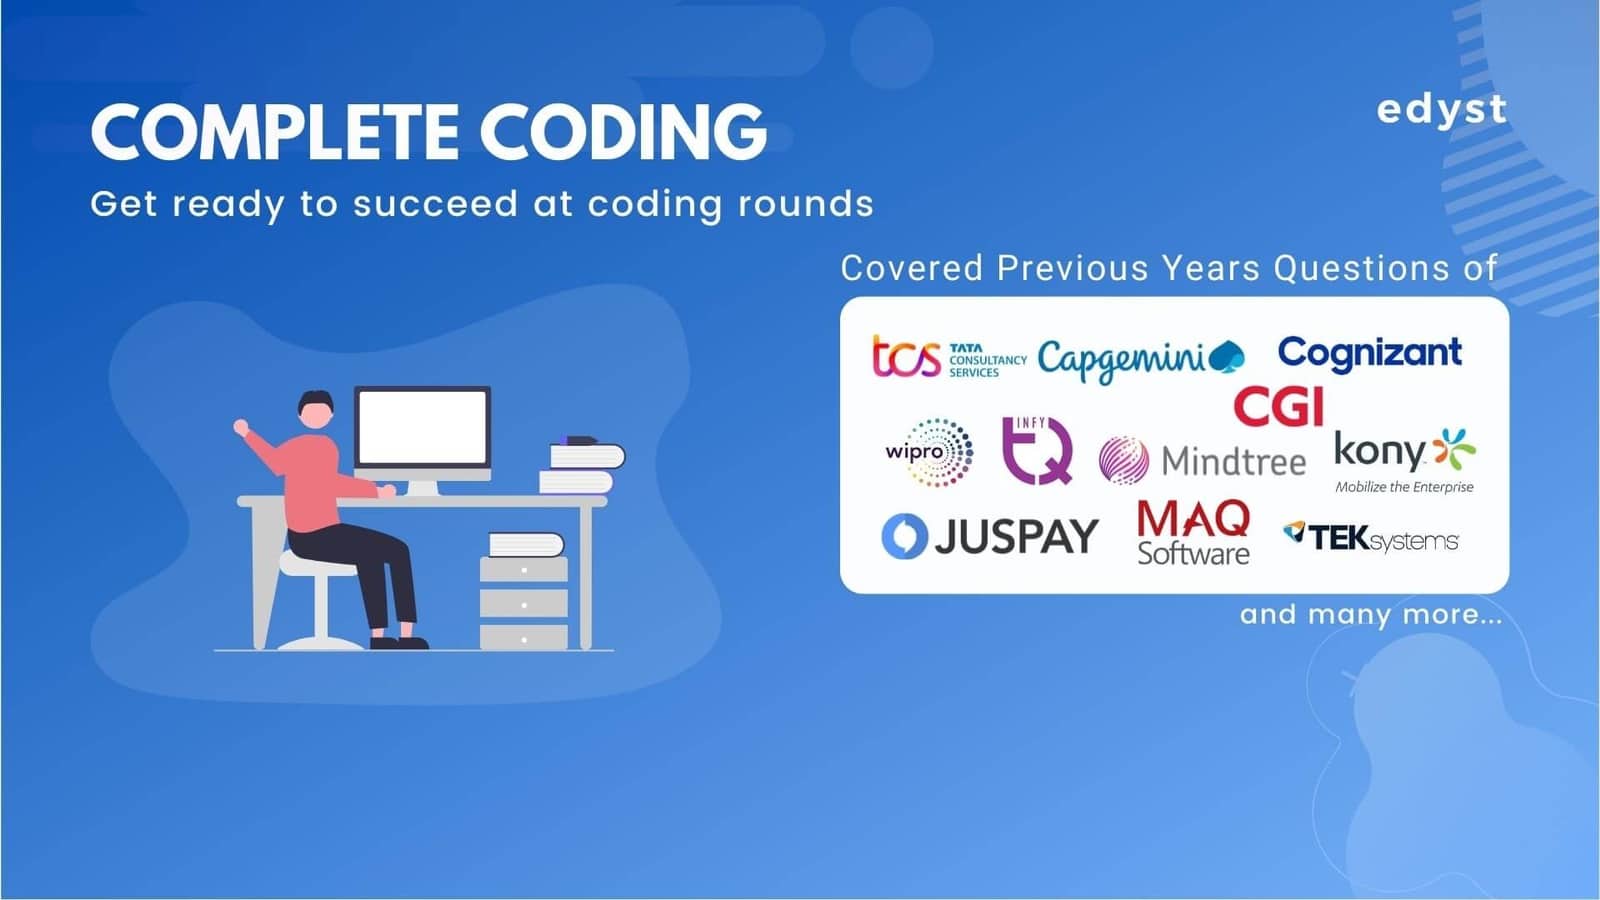 COMPLETE CODING
edyst
Get ready to succeed at coding rounds
Covered Previous Years Questions of
tcs TATA CONSULTANCY SERVICES
Capgemini
Cognizant
CGI
wipro
INFY TQ
Mindtree
kony
Mobilize the Enterprise
JUSPAY
MAQ
Software
TEKsystems
and many more...